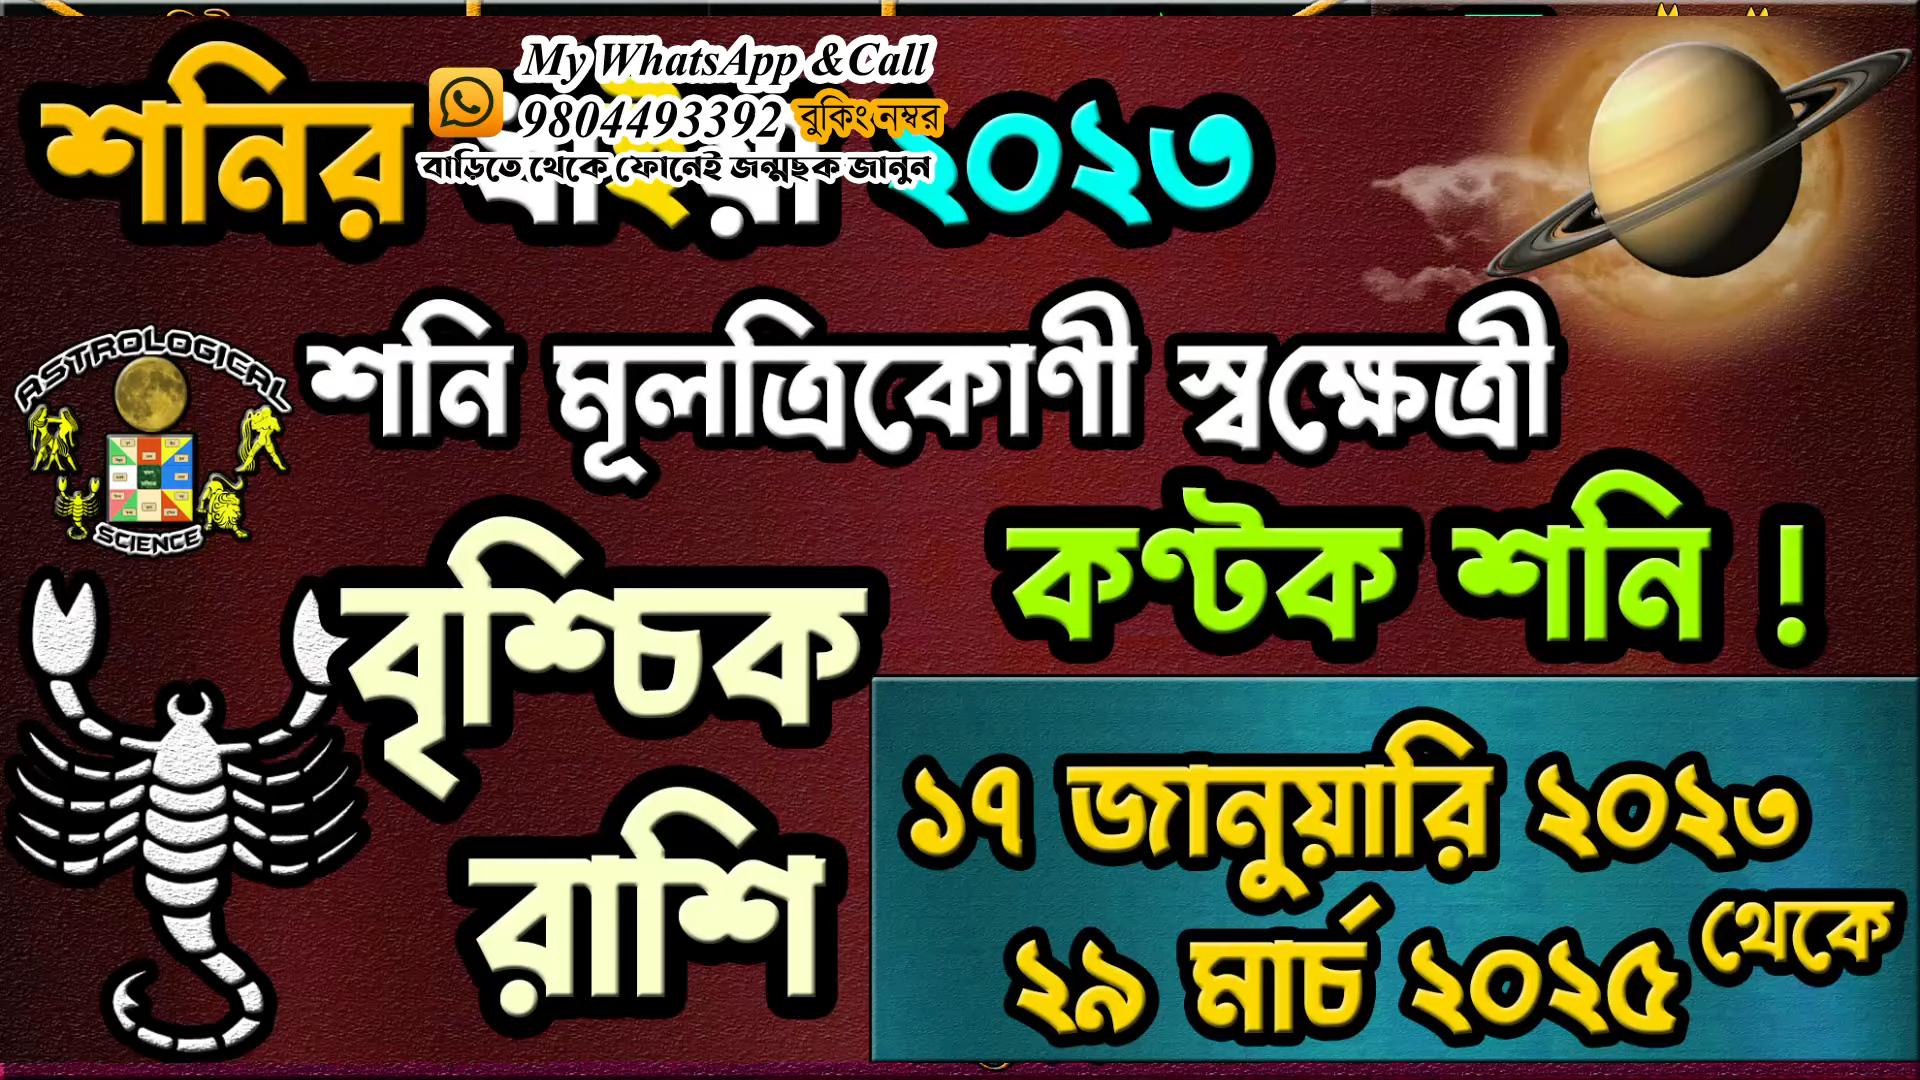 My WhatsApp &Call
9804493392 বুকিং নম্বর
বাড়িতে থেকে ফোনেই জন্মছক জানুন
শনির ২০২৩
ASTROLOGICAL
SCIENCE
শনি মূলত্রিকোণী স্বক্ষেত্রী
কণ্টক শনি !
বৃশ্চিক
রাশি
১৭ জানুয়ারি ২০২৩
থেকে
২৯ মার্চ ২০২৫